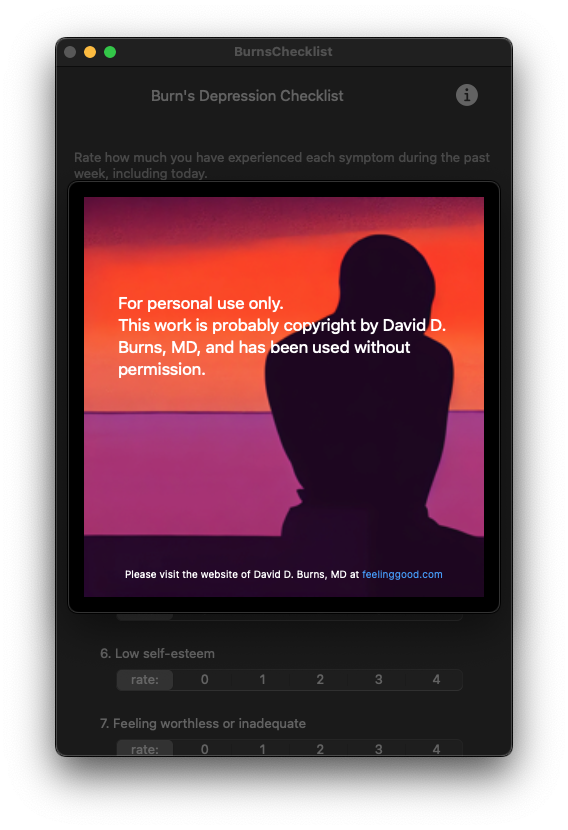 BurnsChecklist
Burn's Depression Checklist
Rate how much you have experienced each symptom during the past
week, including today.
For personal use only.
This work is probably copyright by David D.
Burns, MD, and has been used without
permission.
Please visit the website of David D. Burns, MD at feelinggood.com
6. Low self-esteem
rate: 0 1 2 3 4
7. Feeling worthless or inadequate
rate: 0 1 2 3 4